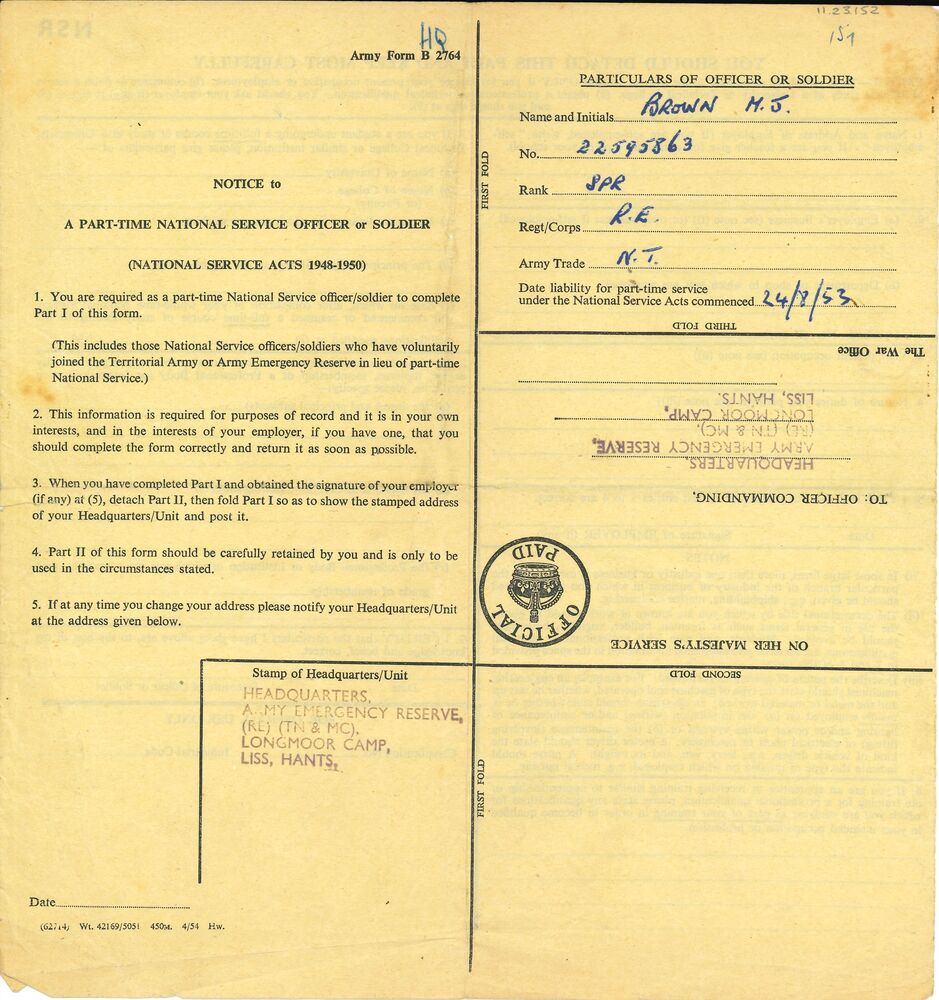 HQ
Army Form B 2764
NOTICE to
A PART-TIME NATIONAL SERVICE OFFICER or SOLDIER
(NATIONAL SERVICE ACTS 1948-1950)
1. You are required as a part-time National Service officer/soldier to complete
Part I of this form.
(This includes those National Service officers/soldiers who have voluntarily
joined the Territorial Army or Army Emergency Reserve in lieu of part-time
National Service.)
2. This information is required for purposes of record and it is in your own
interests, and in the interests of your employer, if you have one, that you
should complete the form correctly and return it as soon as possible.
3. When you have completed Part I and obtained the signature of your employer
(if any) at (5), detach Part II, then fold Part I so as to show the stamped address
of your Headquarters/Unit and post it.
4. Part II of this form should be carefully retained by you and is only to be
used in the circumstances stated.
5. If at any time you change your address please notify your Headquarters/Unit
at the address given below.
Stamp of Headquarters/Unit
HEADQUARTERS,
A..MY EMERGENCY RESERVE,
(RE) (TN & MC),
LONGMOOR CAMP,
LISS, HANTS,
Date
(62714) Wt. 42169/5051 450M. 4/54 Hw.
FIRST FOLD
FIRST FOLD
11.23152
151
PARTICULARS OF OFFICER OR SOLDIER
Name and Initials BROWN M.J.
No. 22595863
Rank SPR
Regt/Corps R.E.
Army Trade N.T.
Date liability for part-time service
under the National Service Acts commenced 24/8/53
THIRD FOLD
SECOND FOLD
ON HER MAJESTY'S SERVICE
OFFICIAL PAID
TO: OFFICER COMMANDING,
HEADQUARTERS,
ARMY EMERGENCY RESERVE,
(RE) (TN & MC),
LONGMOOR CAMP,
LISS, HANTS.
The War Office